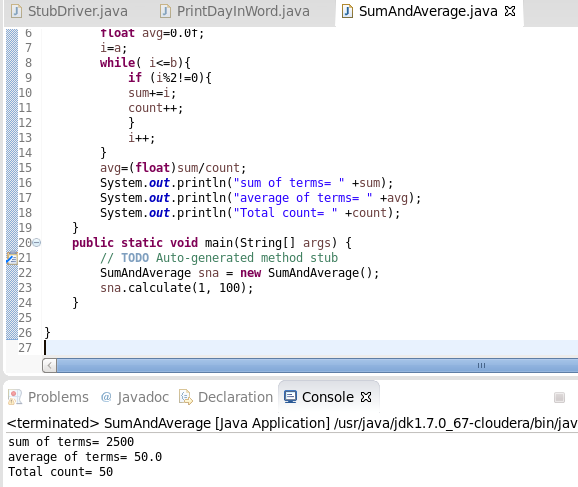 StubDriver.java PrintDayInWord.java SumAndAverage.java
6 float avg=0.0f;
7 i=a;
8 while( i<=b){
9 if (i%2!=0){
10 sum+=i;
11 count++;
12 }
13 i++;
14 }
15 avg=(float)sum/count;
16 System.out.println("sum of terms= " +sum);
17 System.out.println("average of terms= " +avg);
18 System.out.println("Total count= " +count);
19 }
20 public static void main(String[] args) {
21 // TODO Auto-generated method stub
22 SumAndAverage sna = new SumAndAverage();
23 sna.calculate(1, 100);
24 }
25
26 }
27
Problems @ Javadoc Declaration Console
<terminated> SumAndAverage [Java Application] /usr/java/jdk1.7.0_67-cloudera/bin/jav
sum of terms= 2500
average of terms= 50.0
Total count= 50